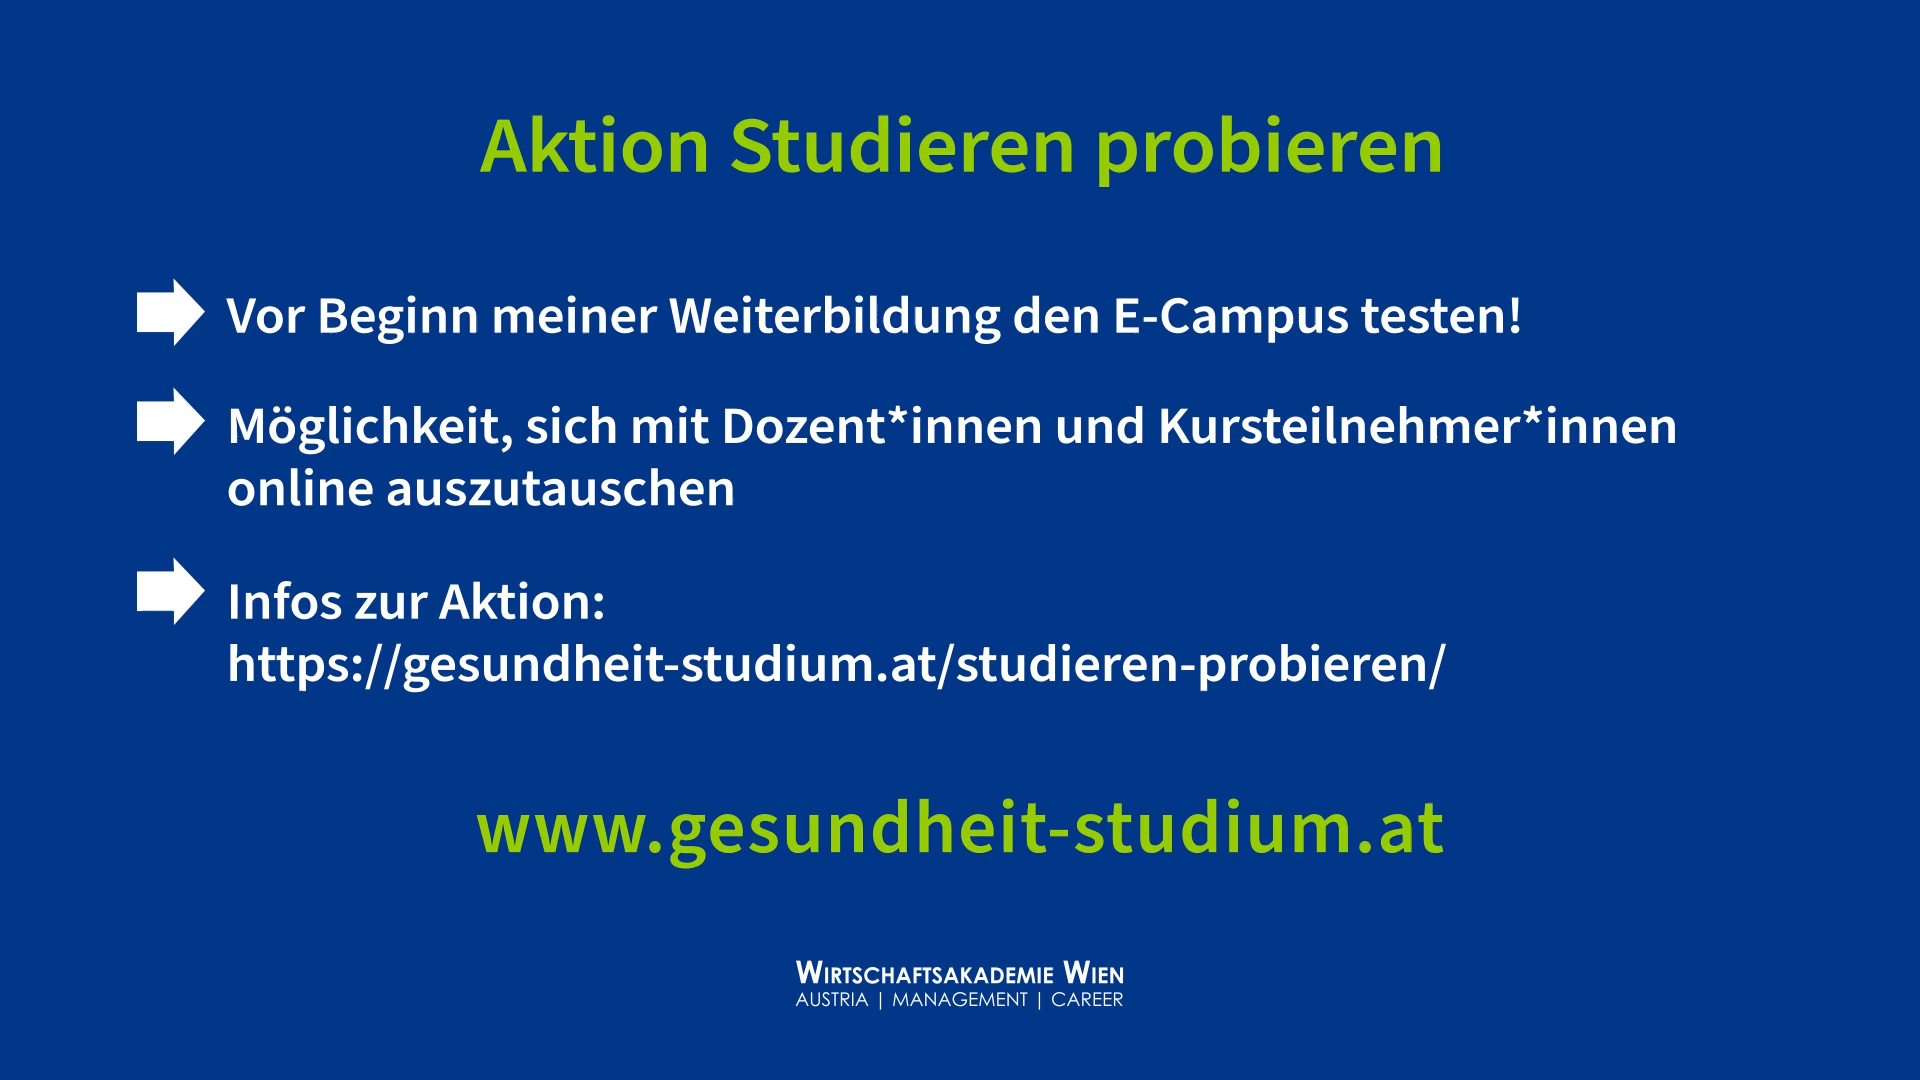 Aktion Studieren probieren
Vor Beginn meiner Weiterbildung den E-Campus testen!
Möglichkeit, sich mit Dozent*innen und Kursteilnehmer*innen
online auszutauschen
Infos zur Aktion:
https://gesundheit-studium.at/studieren-probieren/
www.gesundheit-studium.at
WIRTSCHAFTSAKADEMIE WIEN
AUSTRIA | MANAGEMENT | CAREER